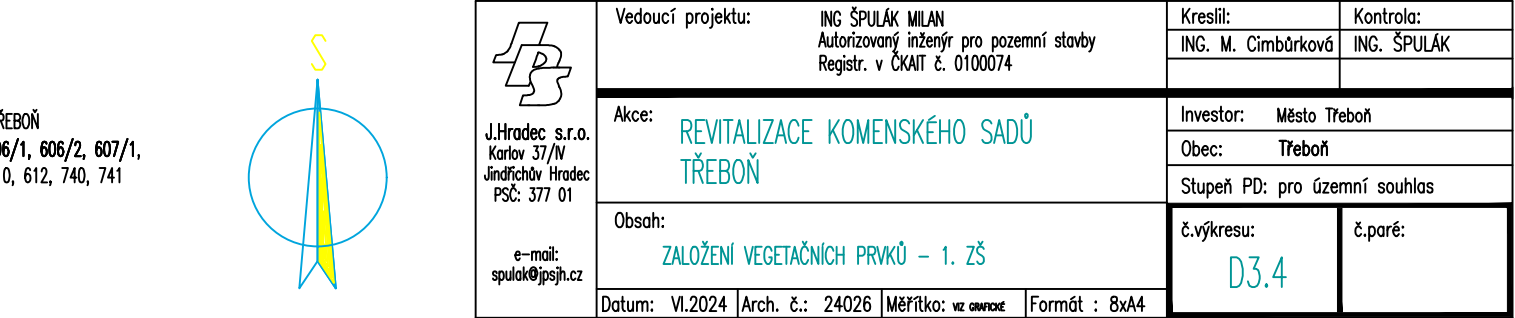 S
06/1, 606/2, 607/1,
0, 612, 740, 741
JPS
J.Hradec s.r.o.
Karlov 37/IV
Jindřichův Hradec
PSČ: 377 01
e-mail:
spulak@jpsjh.cz
Vedoucí projektu: ING ŠPULÁK MILAN
Autorizovaný inženýr pro pozemní stavby
Registr. v ČKAIT č. 0100074
Kreslil: Kontrola:
ING. M. Cimbůrková ING. ŠPULÁK
Akce: REVITALIZACE KOMENSKÉHO SADŮ
TŘEBOŇ
Investor: Město Třeboň
Obec: Třeboň
Stupeň PD: pro územní souhlas
Obsah:
ZALOŽENÍ VEGETAČNÍCH PRVKŮ - 1. ZŠ
č.výkresu: č.paré:
D3.4
Datum: VI.2024 Arch. č.: 24026 Měřítko: VIZ GRAFICKÉ Formát : 8xA4